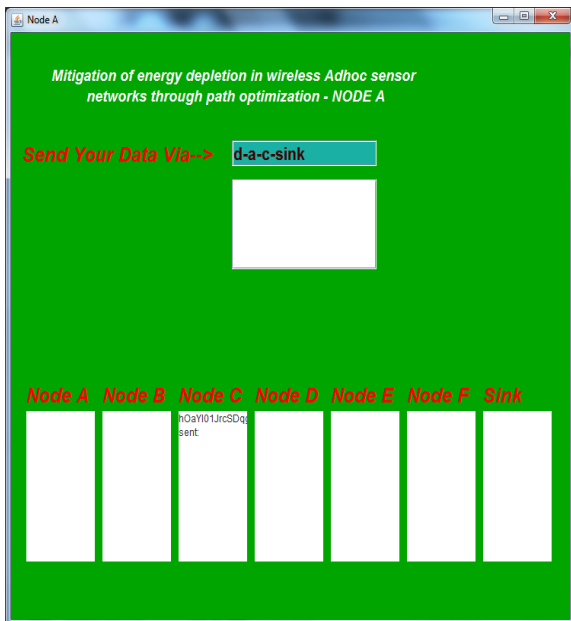 Node A
Mitigation of energy depletion in wireless Adhoc sensor
networks through path optimization - NODE A
Send Your Data Via-->
d-a-c-sink
Node A Node B Node C Node D Node E Node F Sink
sent: